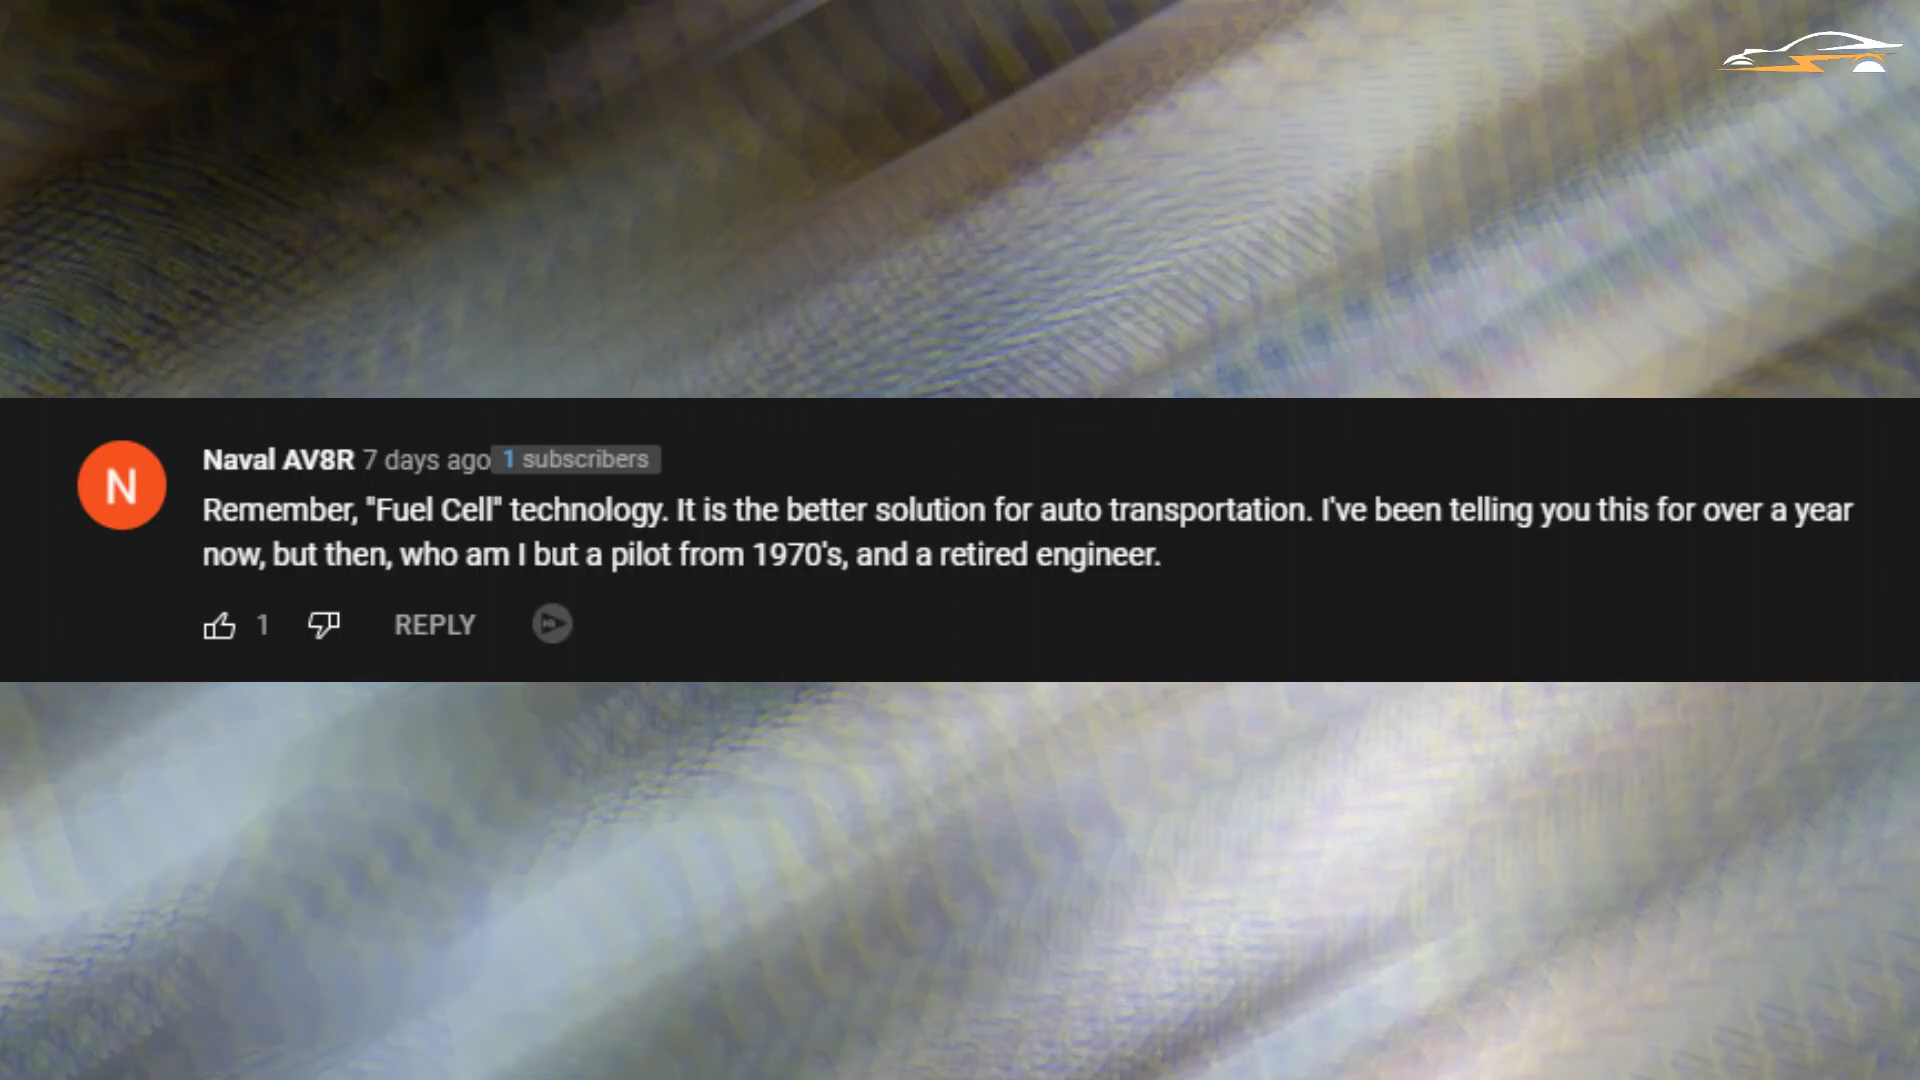 N
Naval AV8R 7 days ago 1 subscribers
Remember, "Fuel Cell" technology. It is the better solution for auto transportation. I've been telling you this for over a year
now, but then, who am I but a pilot from 1970's, and a retired engineer.
1 REPLY